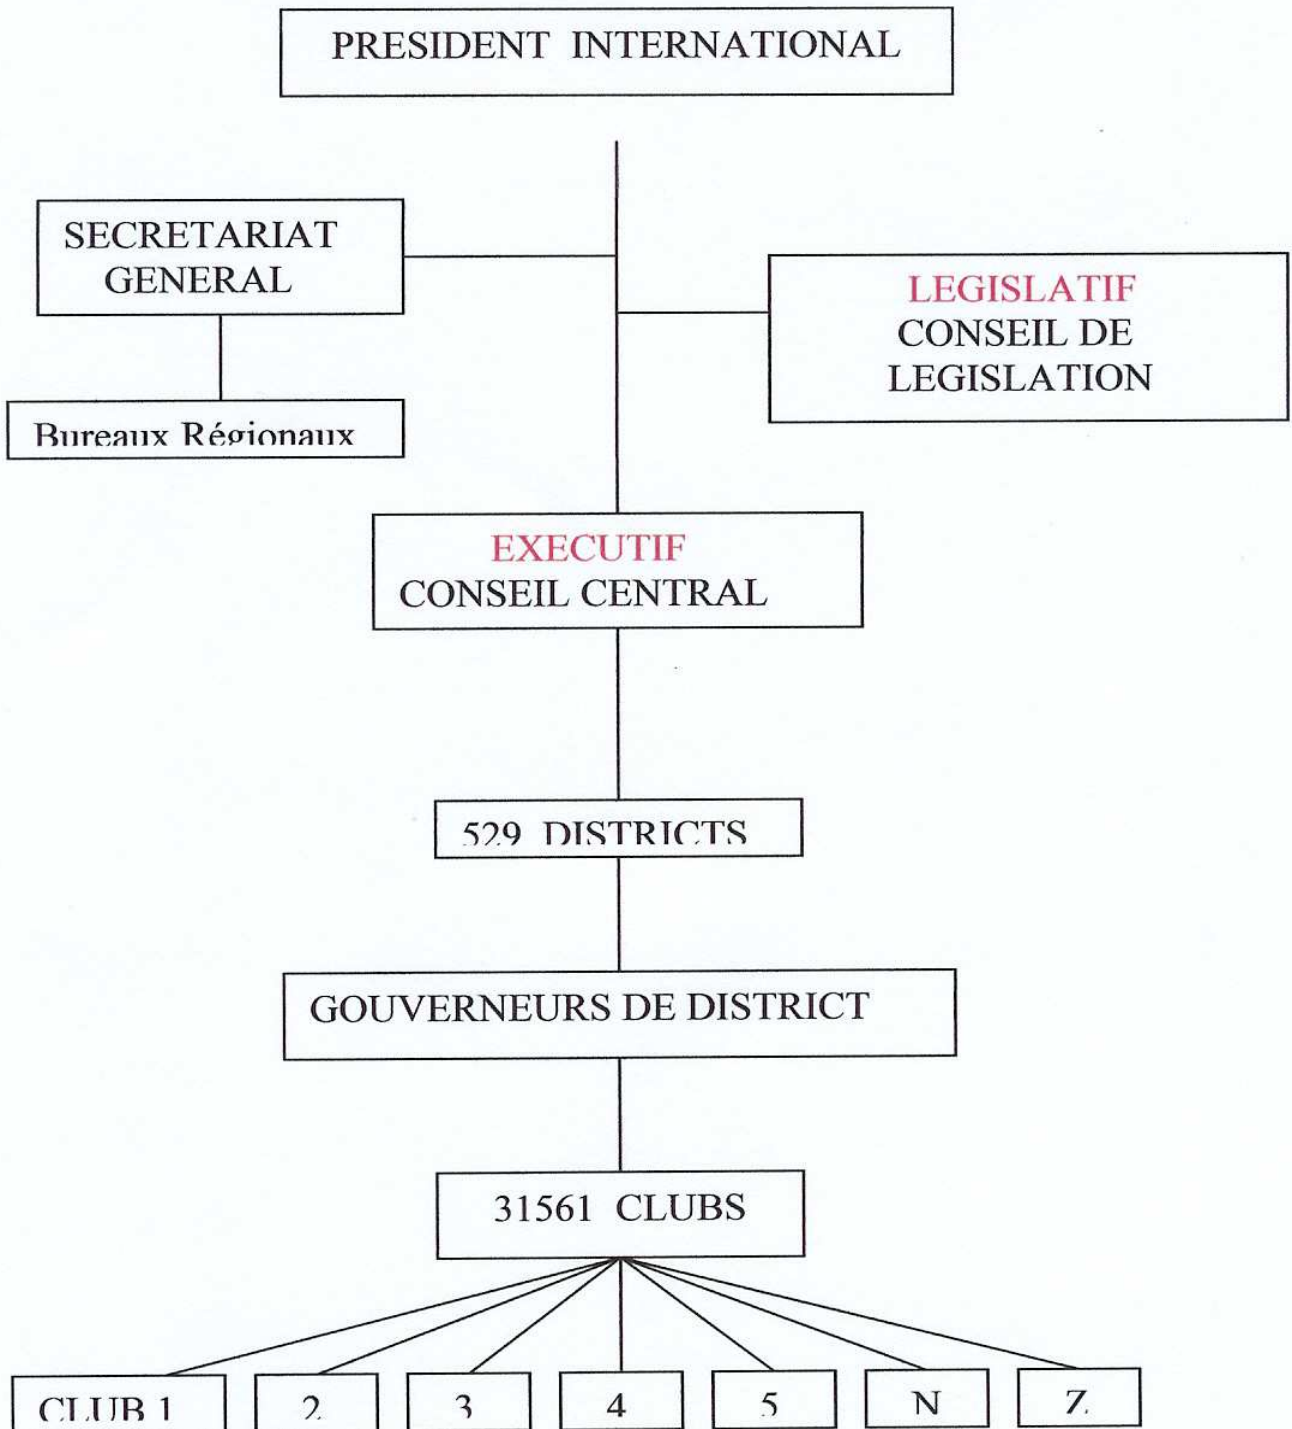 PRESIDENT INTERNATIONAL
SECRETARIAT
GENERAL
LEGISLATIF
CONSEIL DE
LEGISLATION
Bureaux Régionaux
EXECUTIF
CONSEIL CENTRAL
529 DISTRICTS
GOUVERNEURS DE DISTRICT
31561 CLUBS
CLUB 1
2
3
4
5
N
Z